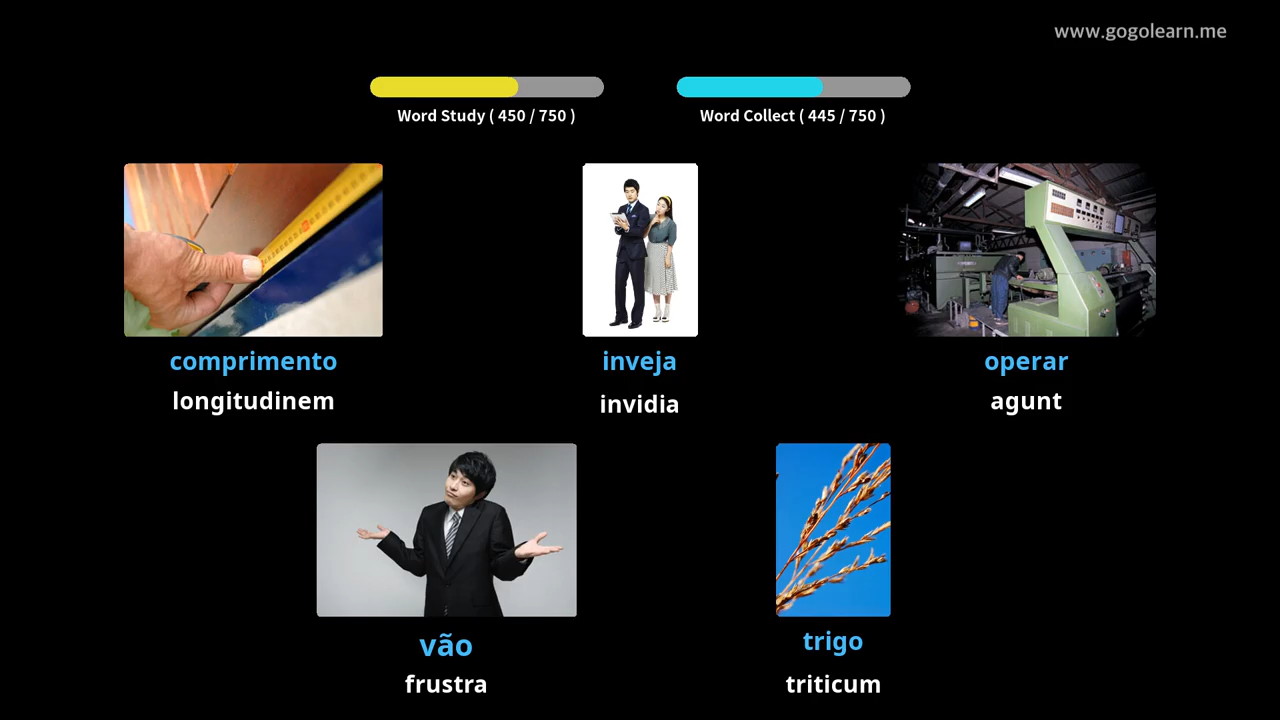 www.gogolearn.me
Word Study ( 450 / 750 )
Word Collect ( 445 / 750 )
comprimento
longitudinem
inveja
invidia
operar
agunt
vão
frustra
trigo
triticum